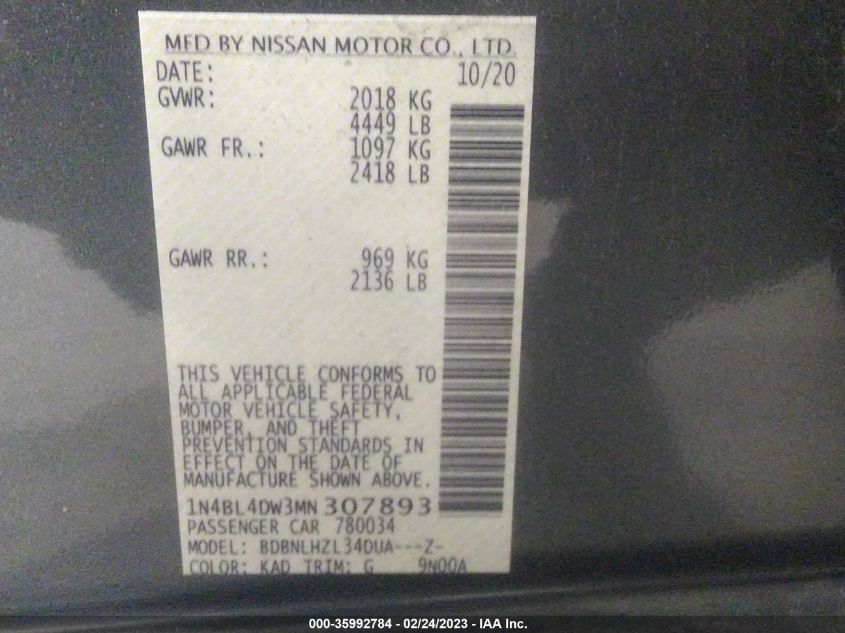 MFD BY NISSAN MOTOR CO., LTD.
DATE: 10/20
GVWR: 2018 KG
4449 LB
GAWR FR.: 1097 KG
2418 LB
GAWR RR.: 969 KG
2136 LB
THIS VEHICLE CONFORMS TO
ALL APPLICABLE FEDERAL
MOTOR VEHICLE SAFETY,
BUMPER, AND THEFT
PREVENTION STANDARDS IN
EFFECT ON THE DATE OF
MANUFACTURE SHOWN ABOVE.
1N4BL4DW3MN307893
PASSENGER CAR 780034
MODEL: BDBNLHZL34DUA---Z-
COLOR: KAD TRIM: G 9N00A
000-35992784 - 02/24/2023 - IAA Inc.